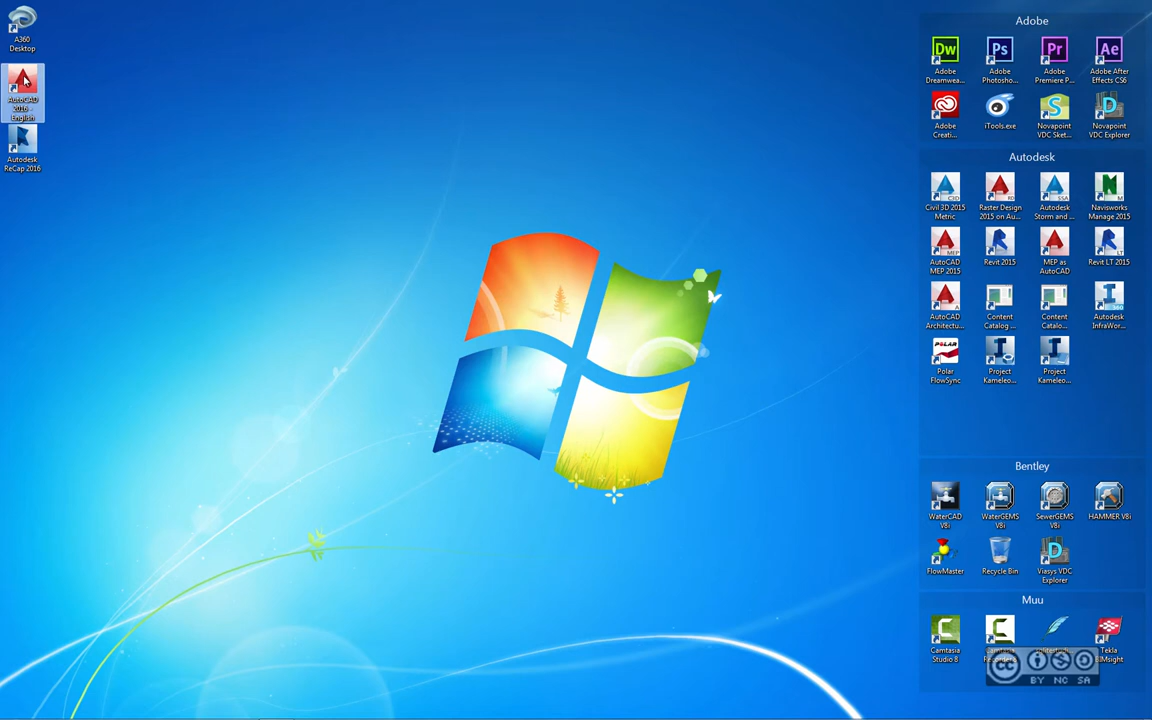 A360
Desktop
AutoCAD
2016 -
English
Autodesk
ReCap 2016
Adobe
Dw
Adobe
Dreamwea...
Ps
Adobe
Photosho...
Pr
Adobe
Premiere P...
Ae
Adobe After
Effects CS6
Adobe
Creati...
iTools.exe
Novapoint
VDC Sket...
Novapoint
VDC Explorer
Autodesk
Civil 3D 2015
Metric
Raster Design
2015 on Au...
Autodesk
Storm and ...
Navisworks
Manage 2015
AutoCAD
MEP 2015
Revit 2015
MEP as
AutoCAD
Revit LT 2015
AutoCAD
Architectu...
Content
Catalog ...
Content
Catalo...
Autodesk
InfraWor...
POLAR
Polar
FlowSync
Project
Kameleo...
Project
Kameleo...
Bentley
WaterCAD
V8i
WaterGEMS
V8i
SewerGEMS
V8i
HAMMER V8i
FlowMaster
Recycle Bin
Viasys VDC
Explorer
Muu
Camtasia
Studio 8
Camtasia
Tekla
BIMsight
BY NC SA